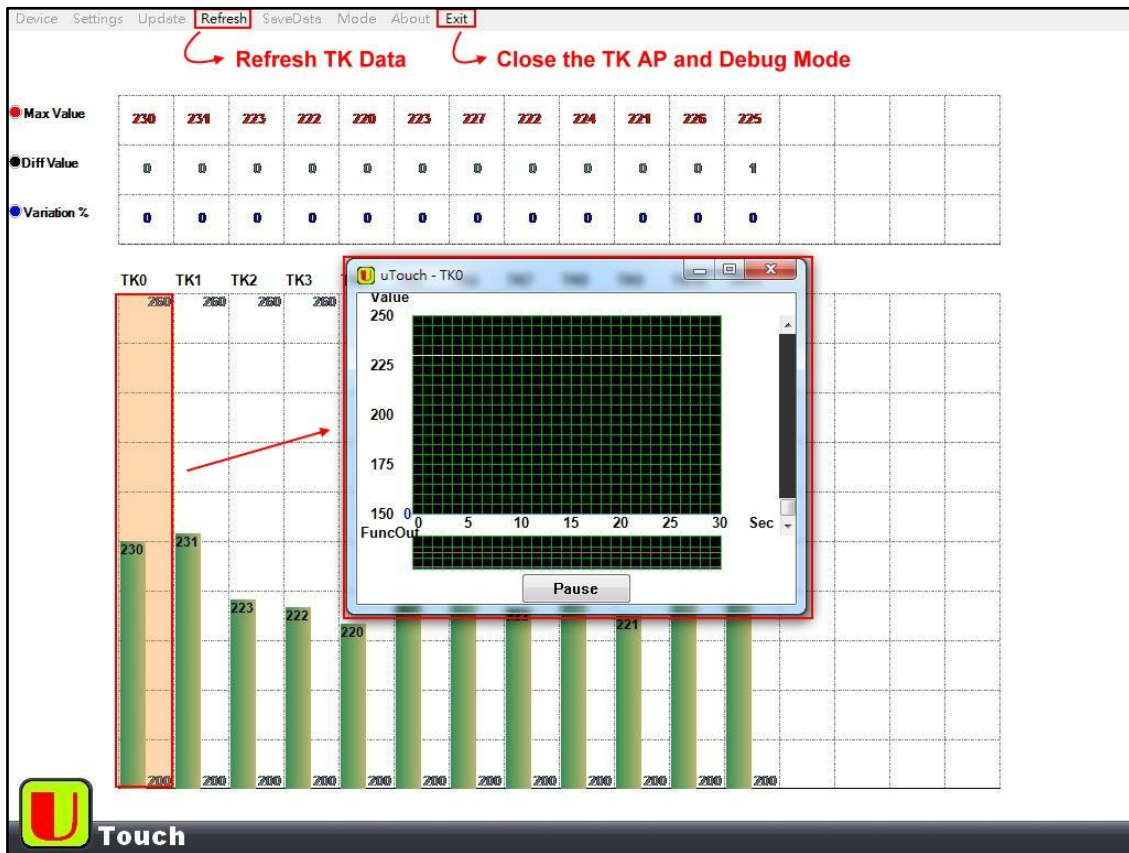 Device Settings Update Refresh SaveData Mode About Exit
Refresh TK Data Close the TK AP and Debug Mode
Max Value 230 231 223 222 220 223 227 222 224 221 226 225
Diff Value 0 0 0 0 0 0 0 0 0 0 0 1
Variation % 0 0 0 0 0 0 0 0 0 0 0 0
TK0 TK1 TK2 TK3
260 260 260 260
uTouch - TK0
Value
250
225
200
175
150 0
0 5 10 15 20 25 30 Sec
FuncOut
Pause
230 231 223 222 220 221
200 200 200 200 200 200 200 200 200 200 200 200
U Touch